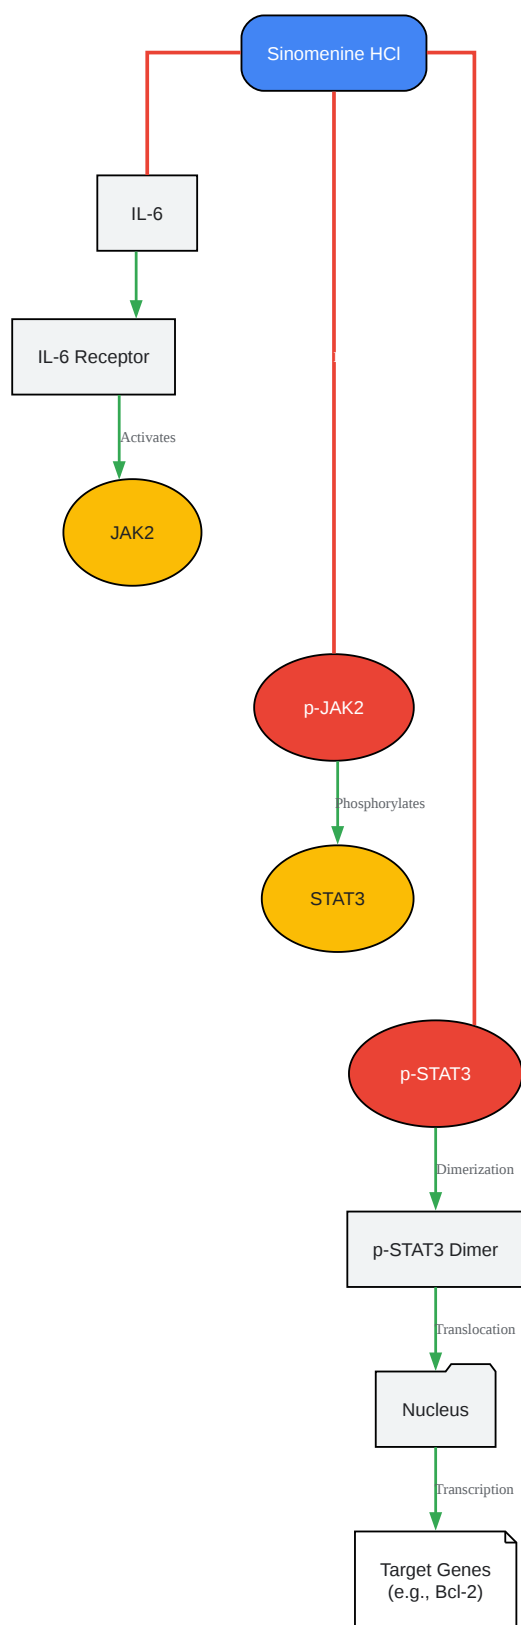 Sinomenine HCl
IL-6
IL-6 Receptor
Activates
JAK2
p-JAK2
Phosphorylates
STAT3
p-STAT3
Dimerization
p-STAT3 Dimer
Translocation
Nucleus
Transcription
Target Genes
(e.g., Bcl-2)